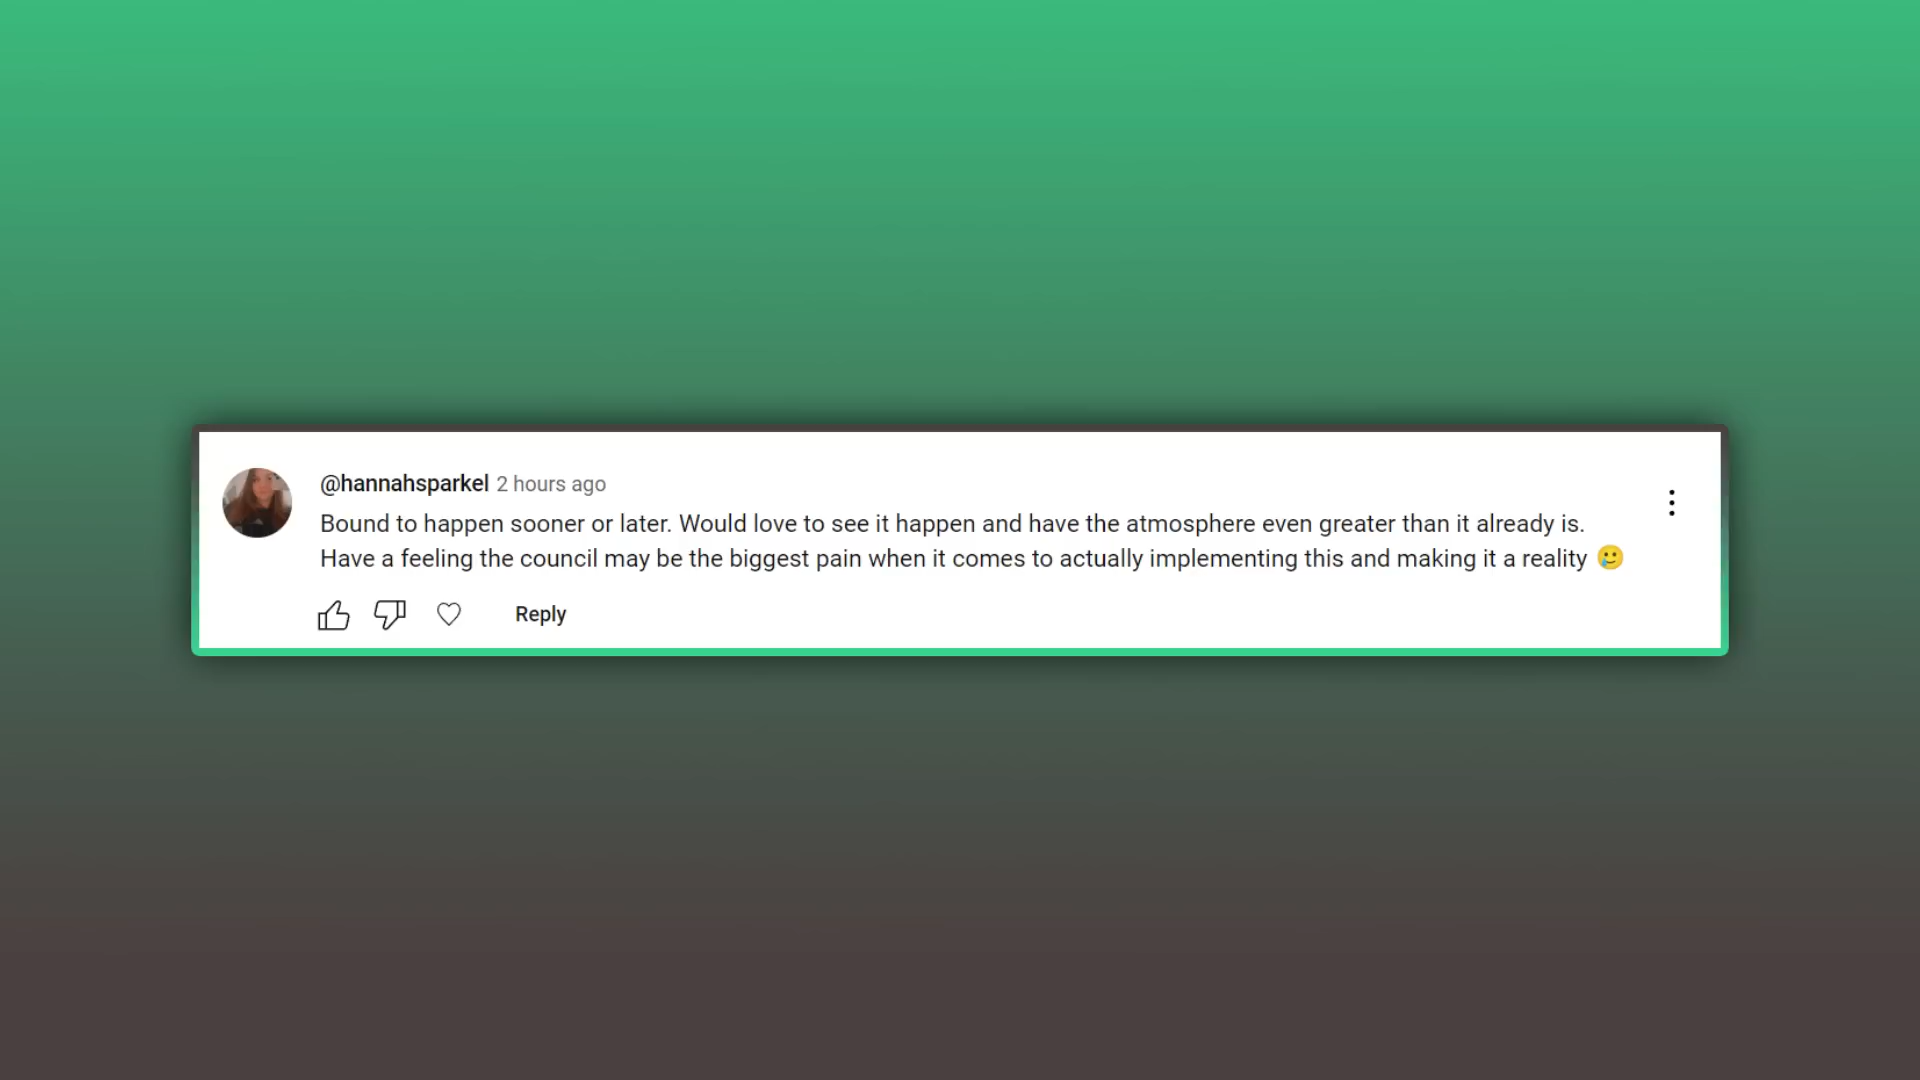 @hannahsparkel 2 hours ago
Bound to happen sooner or later. Would love to see it happen and have the atmosphere even greater than it already is.
Have a feeling the council may be the biggest pain when it comes to actually implementing this and making it a reality 🥲
Reply